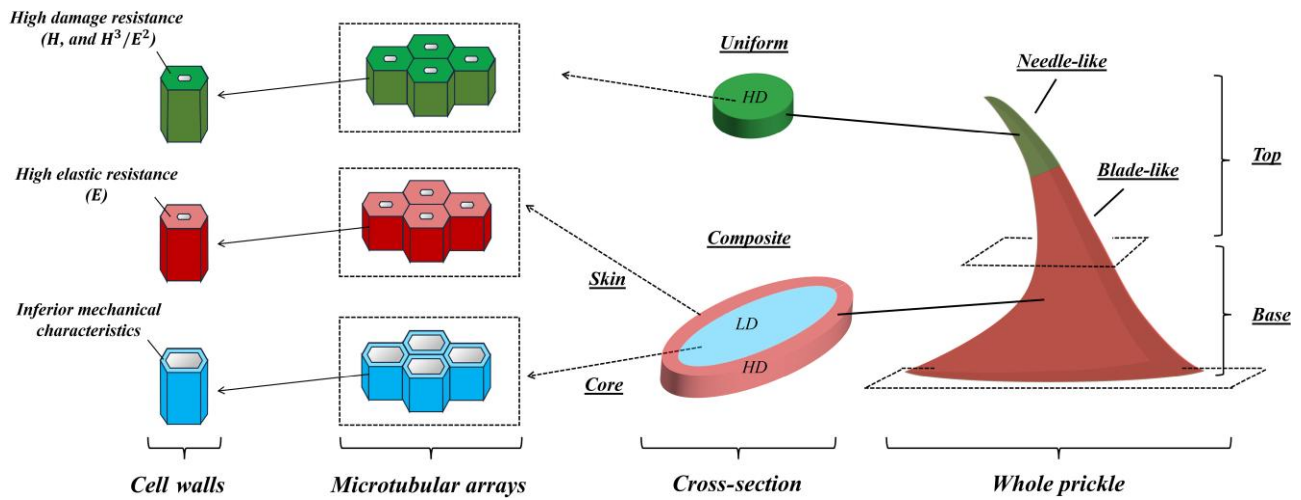 High damage resistance
(H, and H³/E²)
High elastic resistance
(E)
Inferior mechanical
characteristics
Cell walls
Microtubular arrays
Uniform
HD
Composite
Skin
LD
HD
Core
Cross-section
Needle-like
Blade-like
Top
Base
Whole prickle